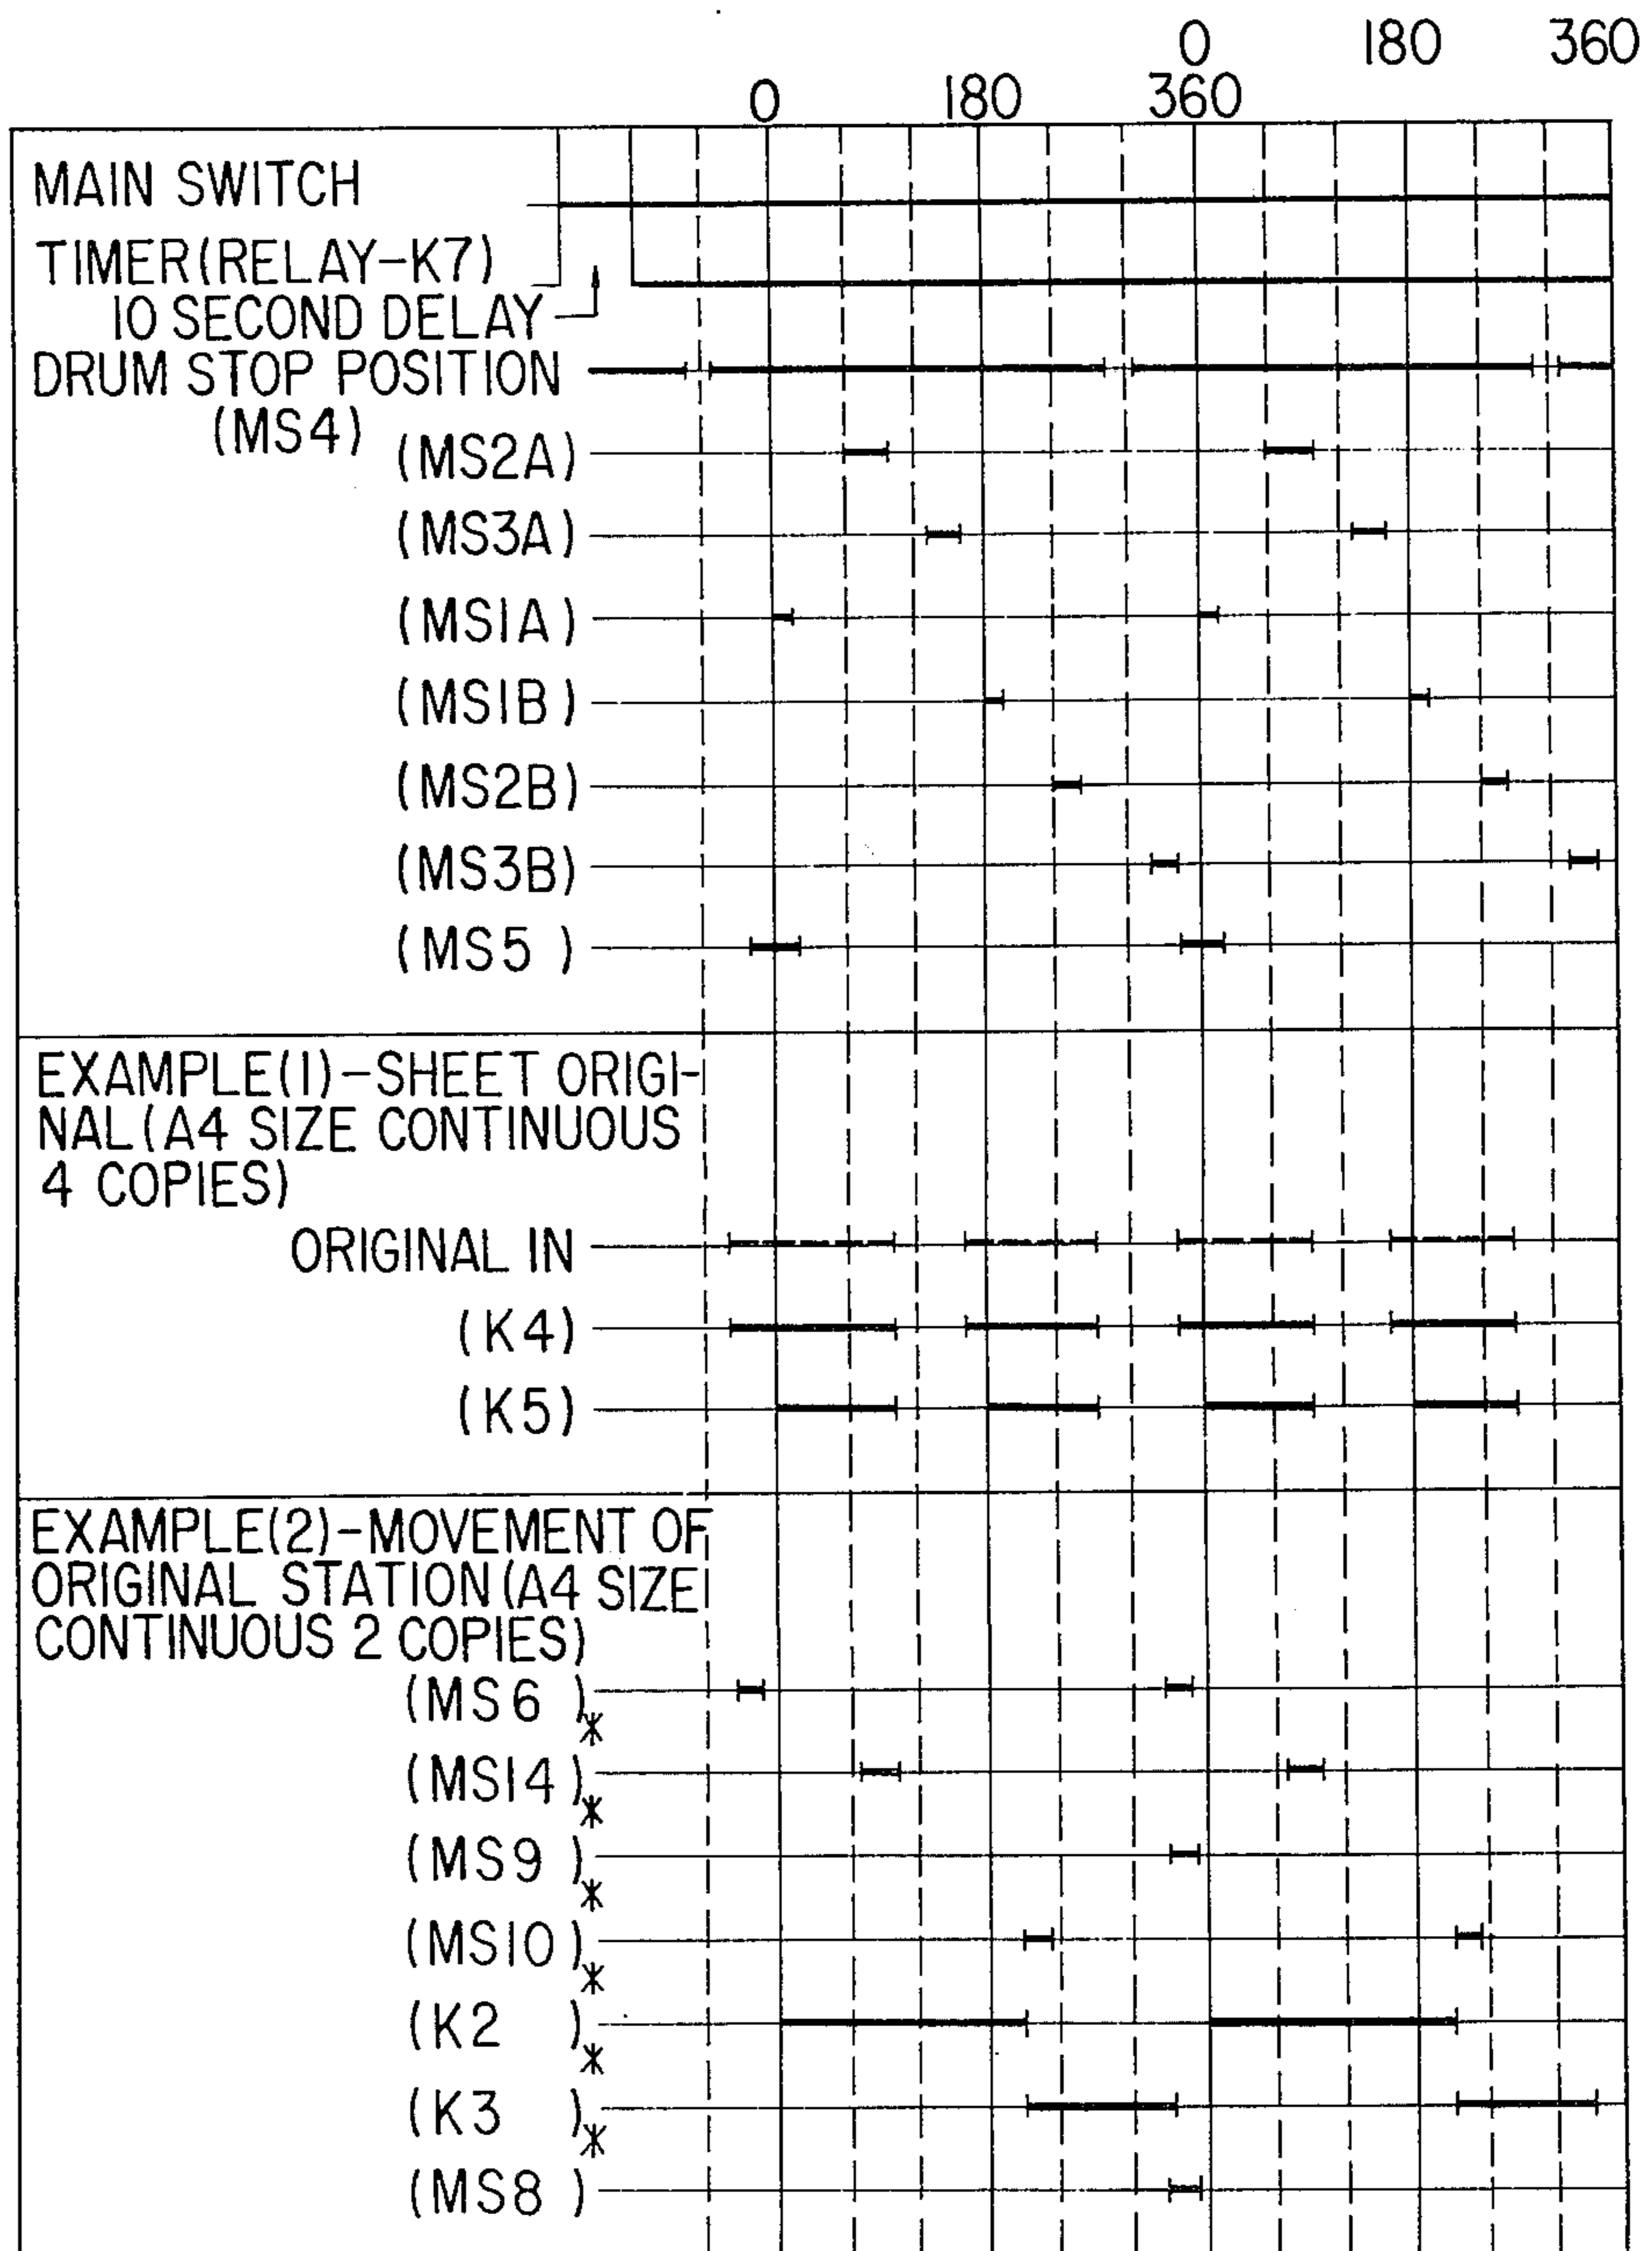 0 180 360
0 180 360
MAIN SWITCH
TIMER(RELAY-K7)
10 SECOND DELAY
DRUM STOP POSITION
(MS4)
(MS2A)
(MS3A)
(MS1A)
(MS1B)
(MS2B)
(MS3B)
(MS5 )
EXAMPLE(1)-SHEET ORIGI-
NAL(A4 SIZE CONTINUOUS
4 COPIES)
ORIGINAL IN
(K4)
(K5)
EXAMPLE(2)-MOVEMENT OF
ORIGINAL STATION(A4 SIZE
CONTINUOUS 2 COPIES)
(MS6 )*
(MS14 )*
(MS9 )*
(MS10 )*
(K2 )*
(K3 )*
(MS8 )